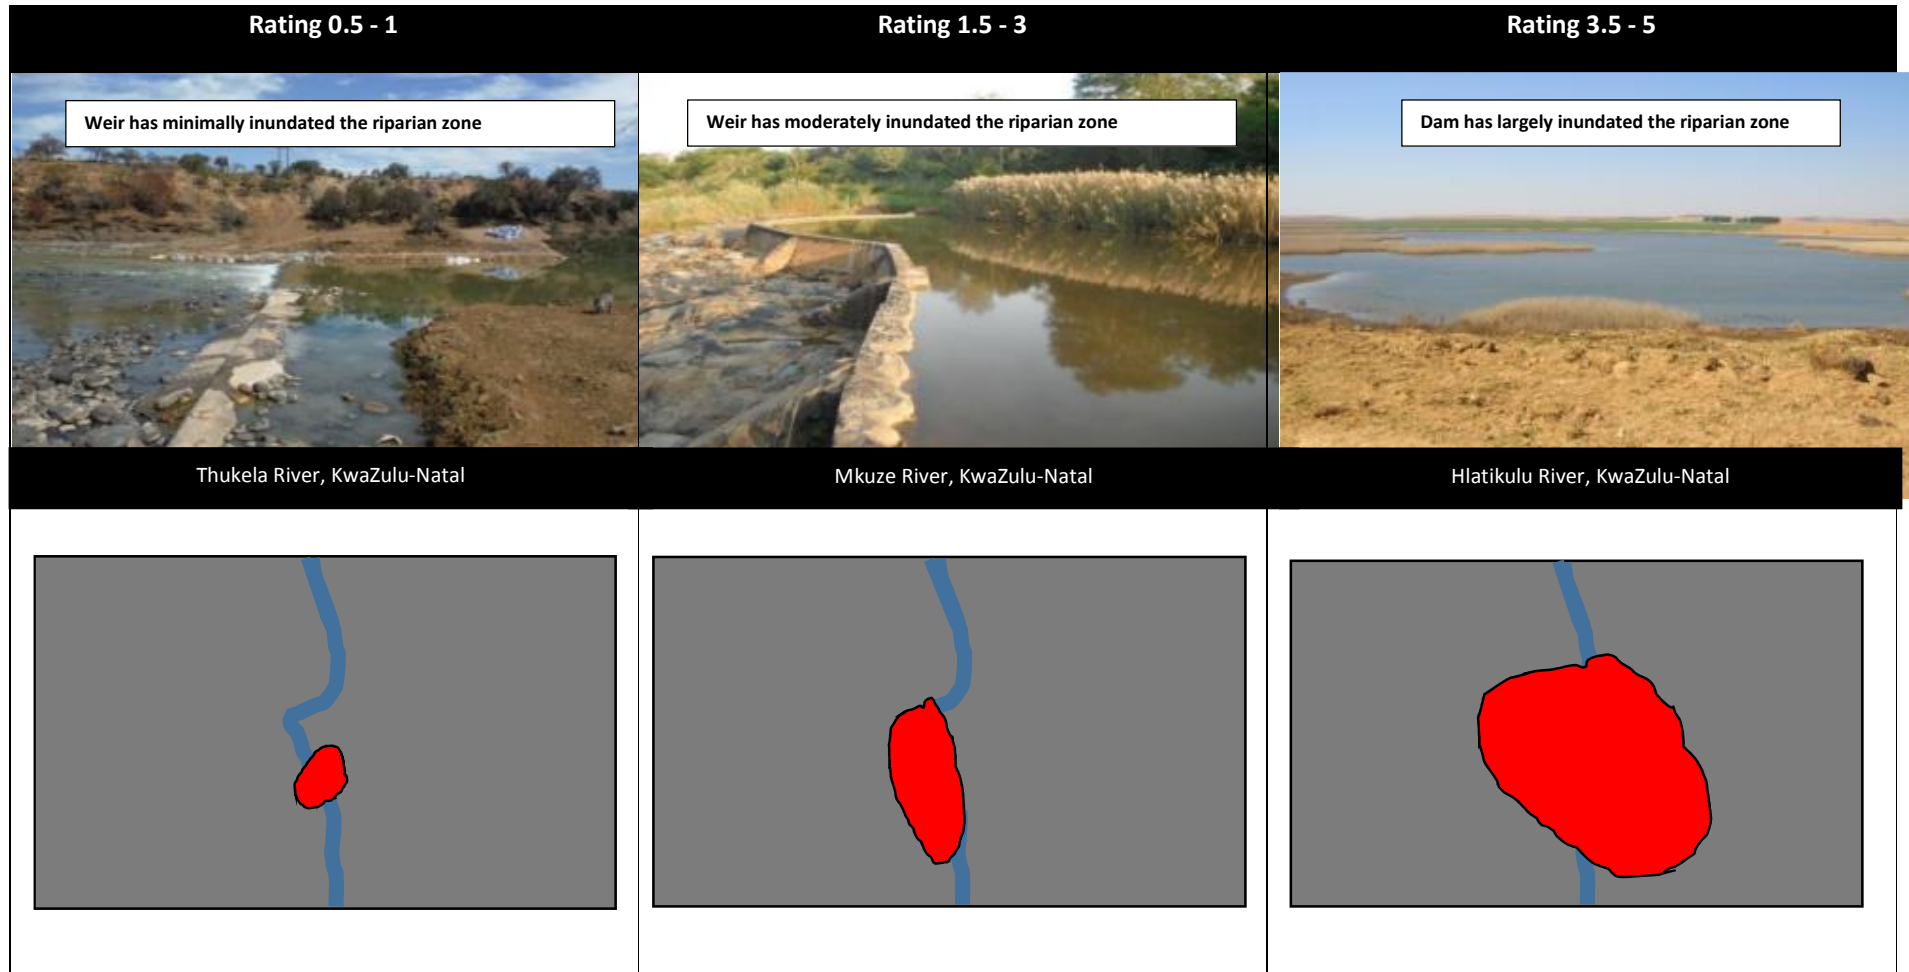 Rating 0.5 - 1
Rating 1.5 - 3
Rating 3.5 - 5
Weir has minimally inundated the riparian zone
Weir has moderately inundated the riparian zone
Dam has largely inundated the riparian zone
Thukela River, KwaZulu-Natal
Mkuze River, KwaZulu-Natal
Hlatikulu River, KwaZulu-Natal